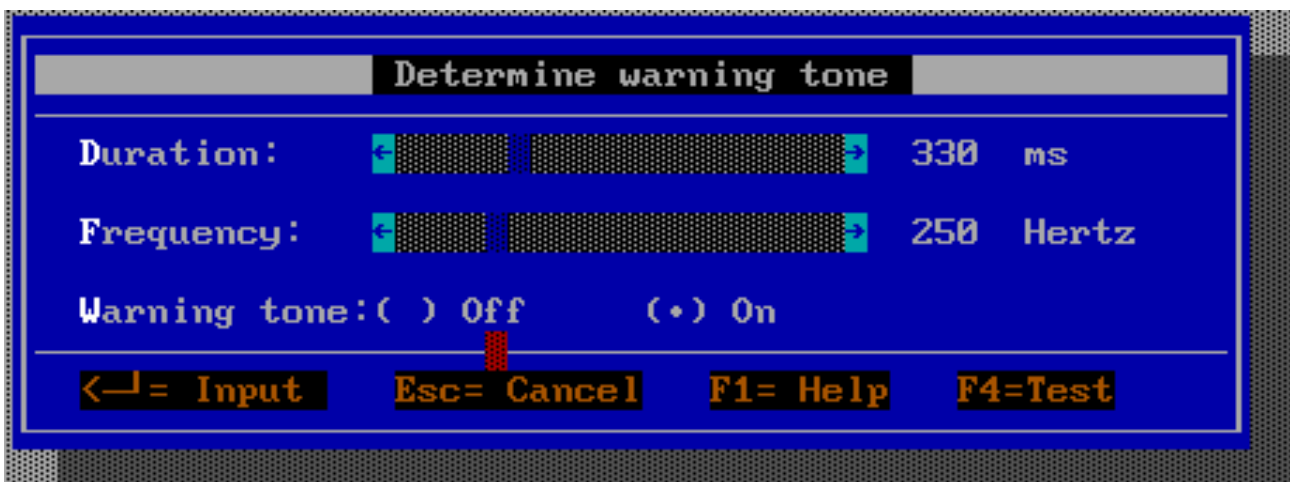 Determine warning tone
Duration: ← → 330 ms
Frequency: ← → 250 Hertz
Warning tone:( ) Off (•) On
<─┘= Input Esc= Cancel F1= Help F4=Test